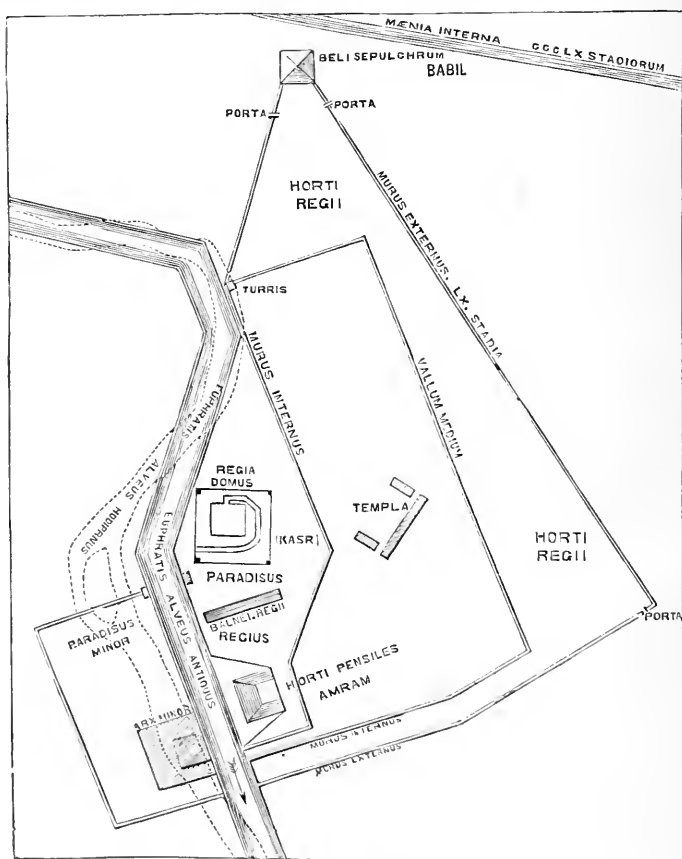 MÆNIA INTERNA CCCLX STADIORUM
BELI SEPULCHRUM
BABIL
PORTA
PORTA
HORTI
REGII
MURUS EXTERNUS. LX. STADIA
TURRIS
MURUS INTERNUS
VALLUM MEDIUM
EUPHRATIS
ALVEUS
HODIERNUS
REGIA
DOMUS
(KASR)
TEMPLA
HORTI
REGII
EUPHRATIS ALVEUS ANTIQUUS
PARADISUS
BALNEI. REGII
REGIUS
PORTA
PARADISUS
MINOR
HORTI PENSILES
AMRAM
ARX MINOR
MURUS INTERNUS
MURUS EXTERNUS